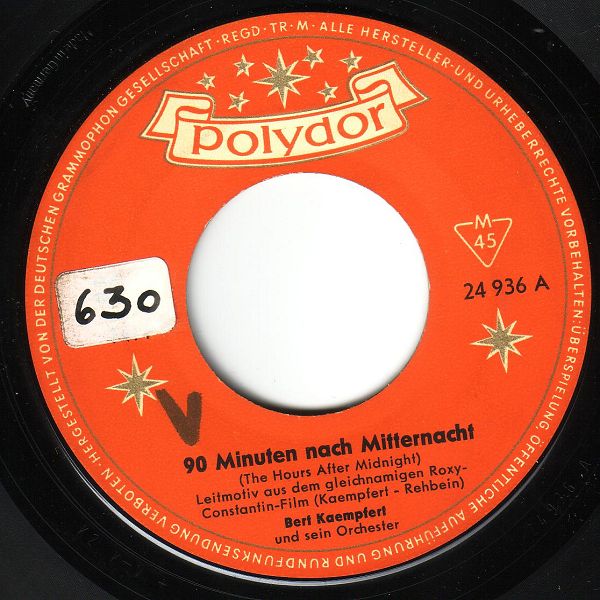 HERGESTELLT VON DER DEUTSCHEN GRAMMOPHON GESELLSCHAFT · REGD · TR · M · ALLE HERSTELLER- UND URHEBERRECHTE VORBEHALTEN: ÜBERSPIELUNG ÖFFENTLICHE AUFFÜHRUNG UND RUNDFUNKSENDUNG VERBOTEN ·
polydor
M
45
24 936 A
630
V
90 Minuten nach Mitternacht
(The Hours After Midnight)
Leitmotiv aus dem gleichnamigen Roxy-
Constantin-Film (Kaempfert - Rehbein)
Bert Kaempfert
und sein Orchester